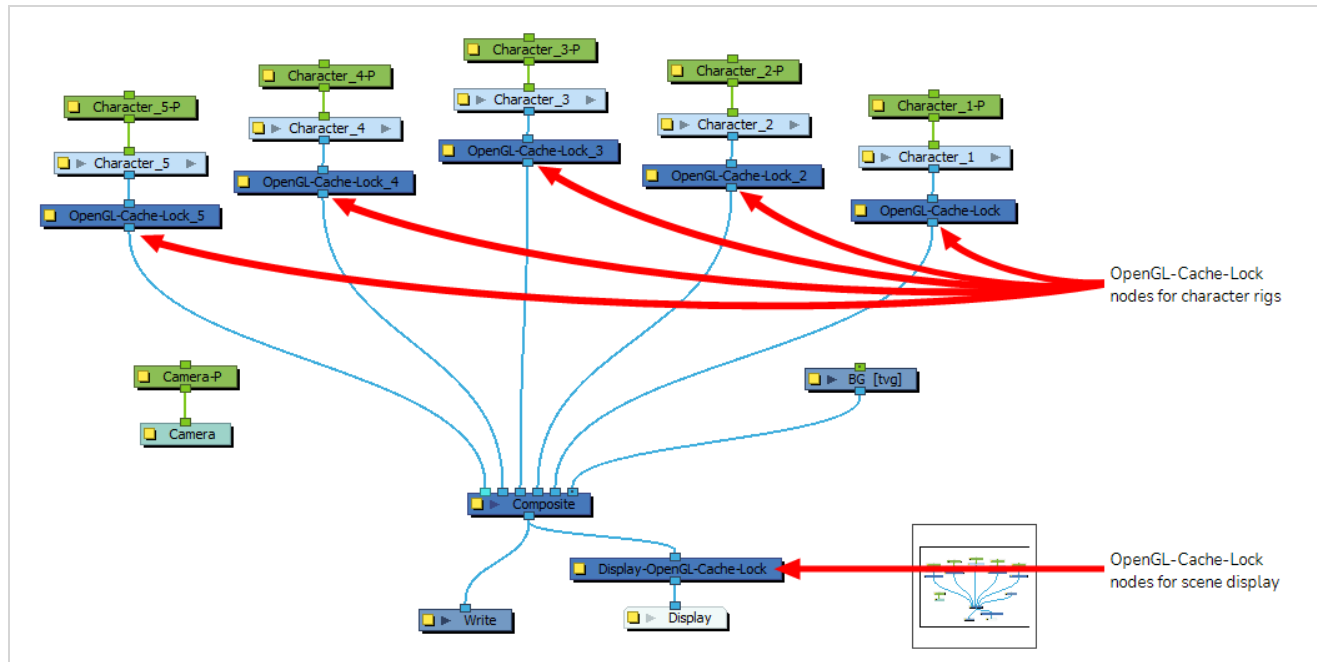 Character_3-P
Character_4-P
Character_2-P
Character_5-P
Character_1-P
Character_3
Character_4
Character_2
Character_5
Character_1
OpenGL-Cache-Lock_3
OpenGL-Cache-Lock_4
OpenGL-Cache-Lock_2
OpenGL-Cache-Lock_5
OpenGL-Cache-Lock
OpenGL-Cache-Lock
nodes for character rigs
Camera-P
BG [tvg]
Camera
Composite
Display-OpenGL-Cache-Lock
OpenGL-Cache-Lock
nodes for scene display
Write
Display